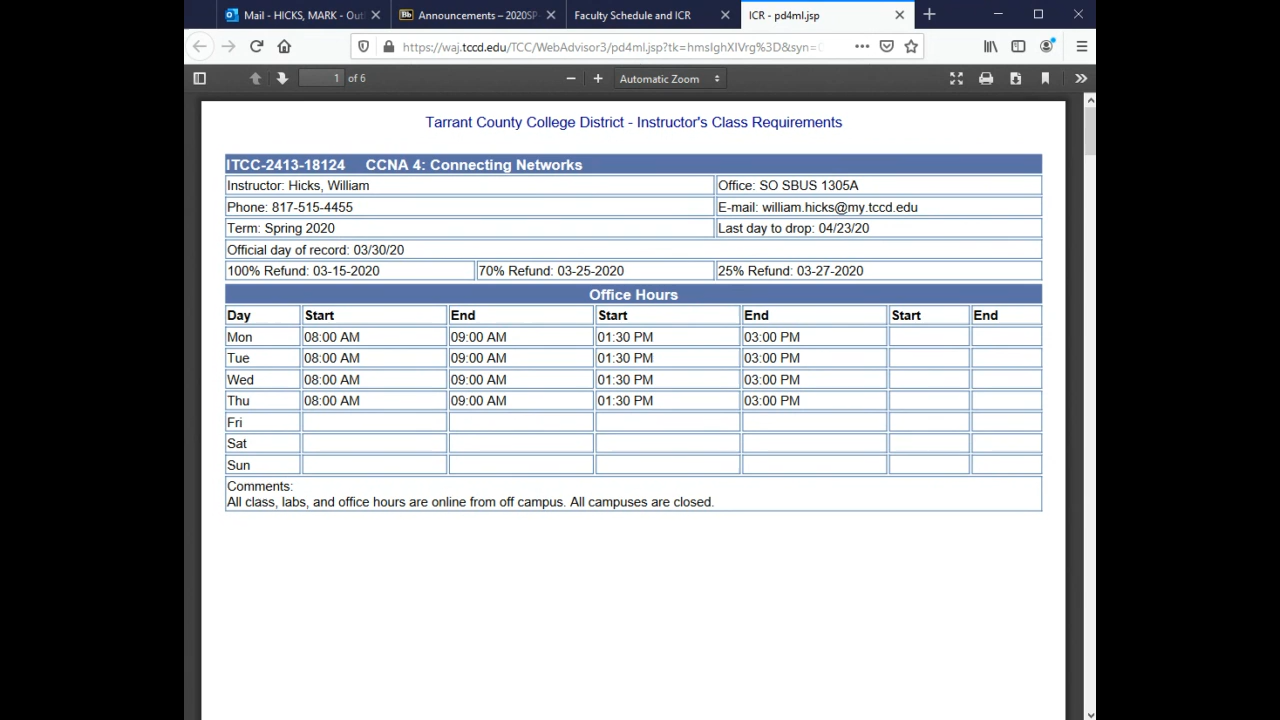 Mail - HICKS, MARK - Out
Bb Announcements – 2020SP
Faculty Schedule and ICR
ICR - pd4ml.jsp
https://waj.tccd.edu/TCC/WebAdvisor3/pd4ml.jsp?tk=hmsIghXIVrg%3D&syn=
1 of 6
Automatic Zoom
Tarrant County College District - Instructor's Class Requirements
ITCC-2413-18124 CCNA 4: Connecting Networks
Instructor: Hicks, William Office: SO SBUS 1305A
Phone: 817-515-4455 E-mail: william.hicks@my.tccd.edu
Term: Spring 2020 Last day to drop: 04/23/20
Official day of record: 03/30/20
100% Refund: 03-15-2020 70% Refund: 03-25-2020 25% Refund: 03-27-2020
Office Hours
Day Start End Start End Start End
Mon 08:00 AM 09:00 AM 01:30 PM 03:00 PM
Tue 08:00 AM 09:00 AM 01:30 PM 03:00 PM
Wed 08:00 AM 09:00 AM 01:30 PM 03:00 PM
Thu 08:00 AM 09:00 AM 01:30 PM 03:00 PM
Fri
Sat
Sun
Comments:
All class, labs, and office hours are online from off campus. All campuses are closed.